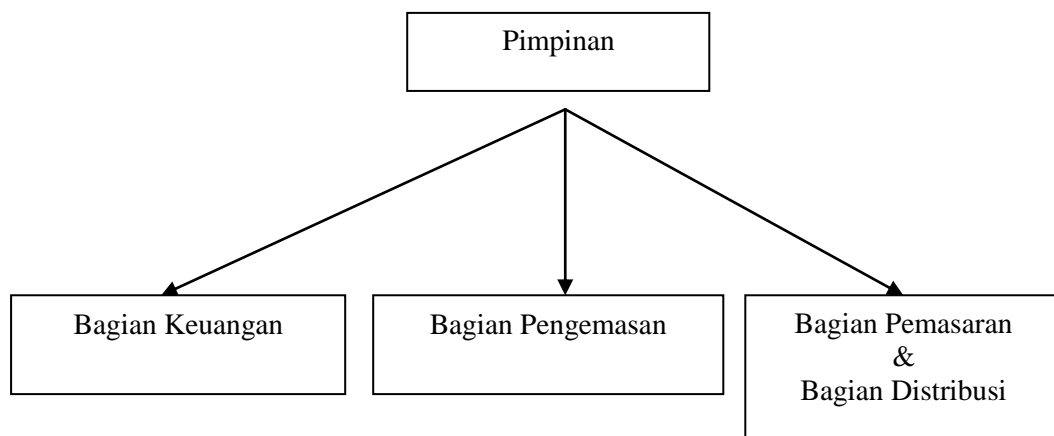 Pimpinan
Bagian Keuangan
Bagian Pengemasan
Bagian Pemasaran
&
Bagian Distribusi